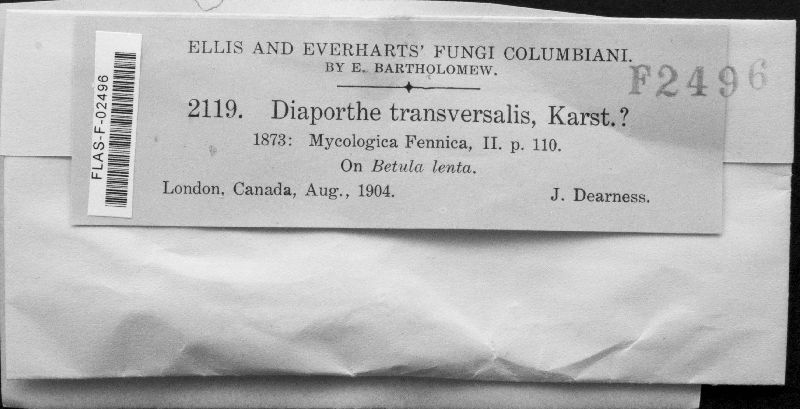 ELLIS AND EVERHARTS' FUNGI COLUMBIANI.
BY E. BARTHOLOMEW.
F2496
2119. Diaporthe transversalis, Karst.?
1873: Mycologica Fennica, II. p. 110.
On Betula lenta.
London, Canada, Aug., 1904. J. Dearness.
FLAS-F-02496